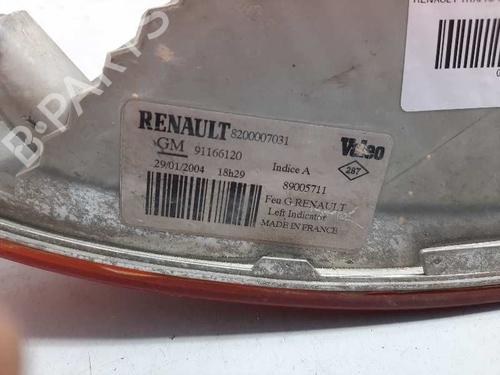 B-PARTS
RENAULT 8200007031
Valeo
GM 91166120
Indice A
287
29/01/2004 18h29
89005711
Feu G RENAULT
Left Indicator
MADE IN FRANCE